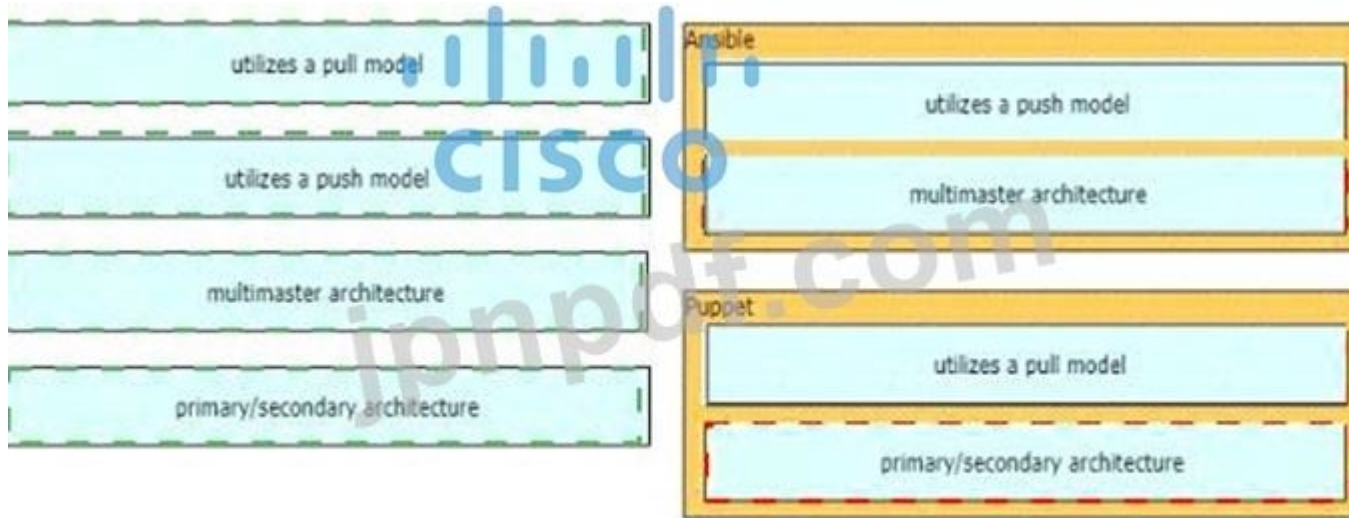 utilizes a pull model
utilizes a push model
multimaster architecture
primary/secondary architecture
Ansible
utilizes a push model
multimaster architecture
Puppet
utilizes a pull model
primary/secondary architecture
CISCO
jpnpdf.com